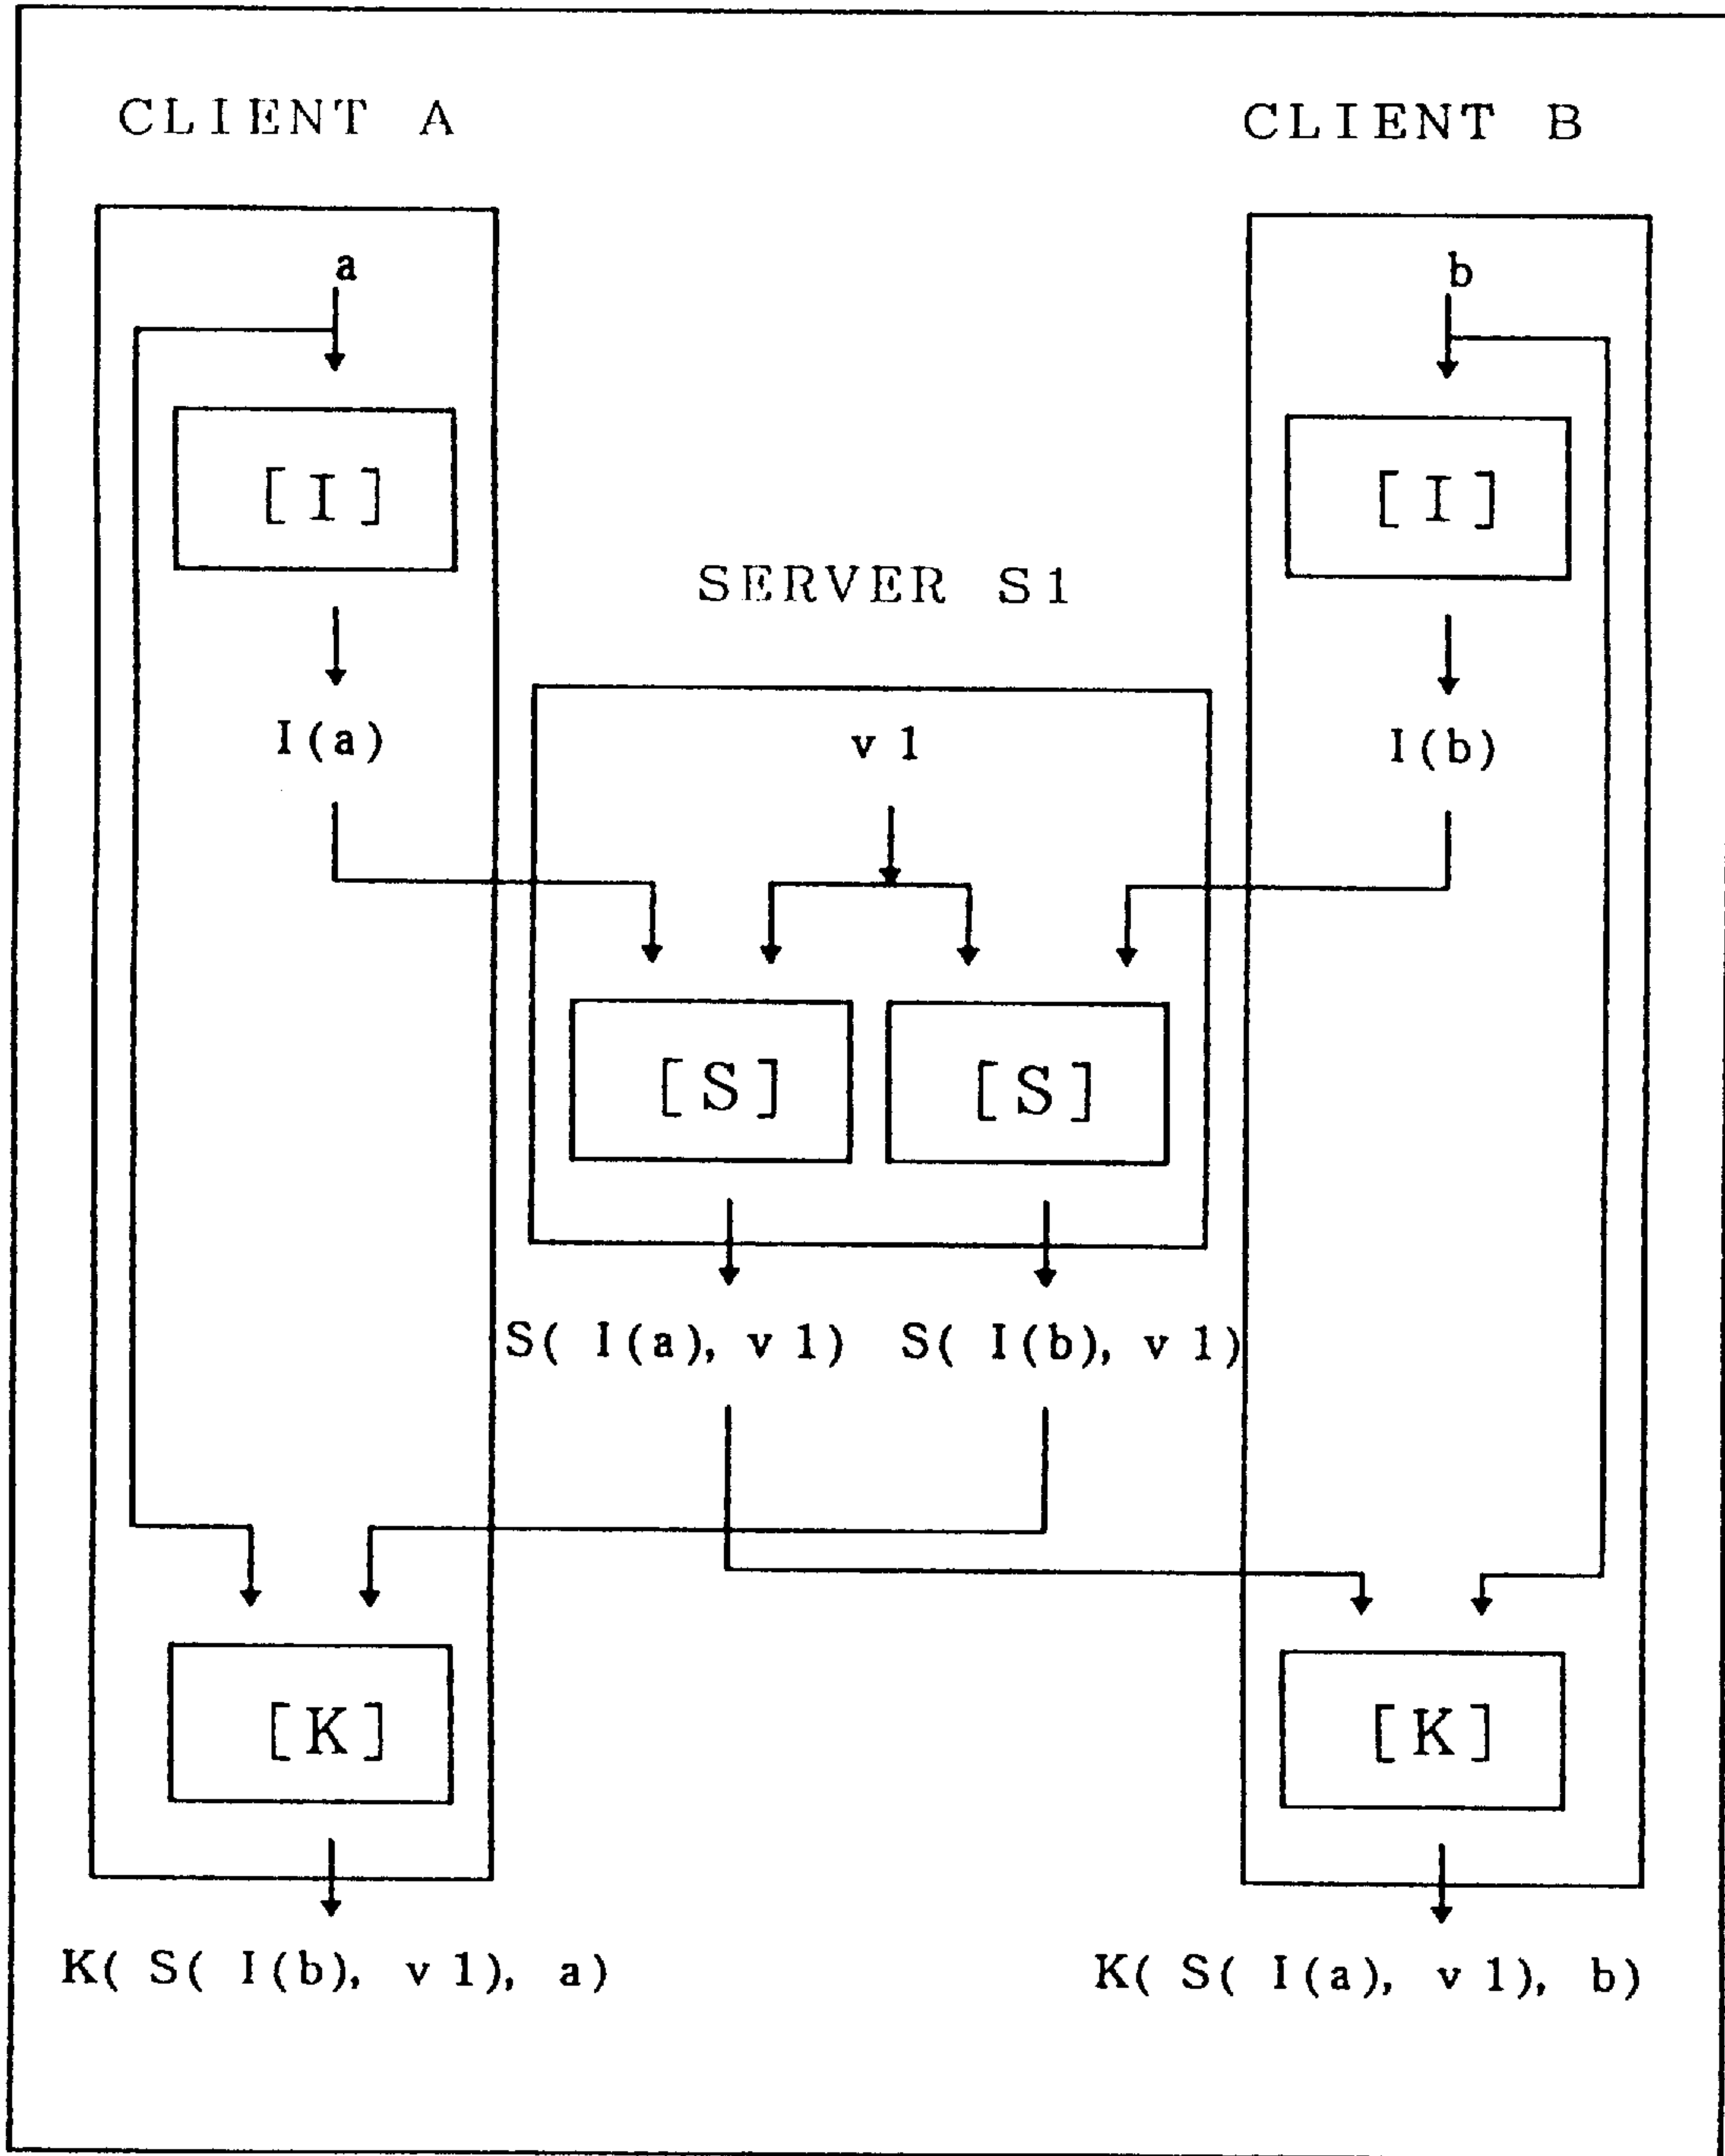 CLIENT A
CLIENT B
a
b
[I]
[I]
SERVER S1
I(a)
v1
I(b)
[S]
[S]
S( I(a), v1)
S( I(b), v1)
[K]
[K]
K( S( I(b), v1), a)
K( S( I(a), v1), b)